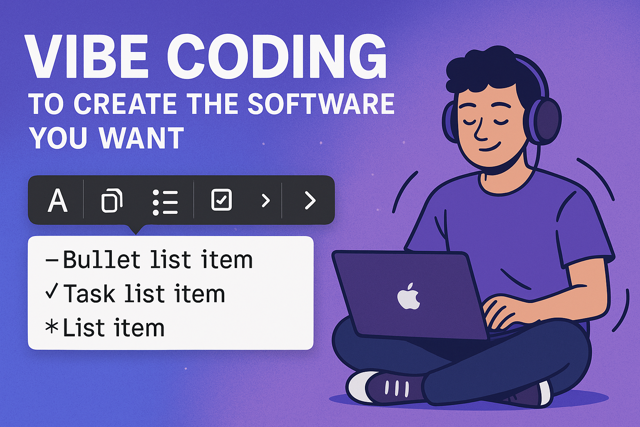 VIBE CODING
TO CREATE THE SOFTWARE
YOU WANT
A
–Bullet list item
✓Task list item
*List item